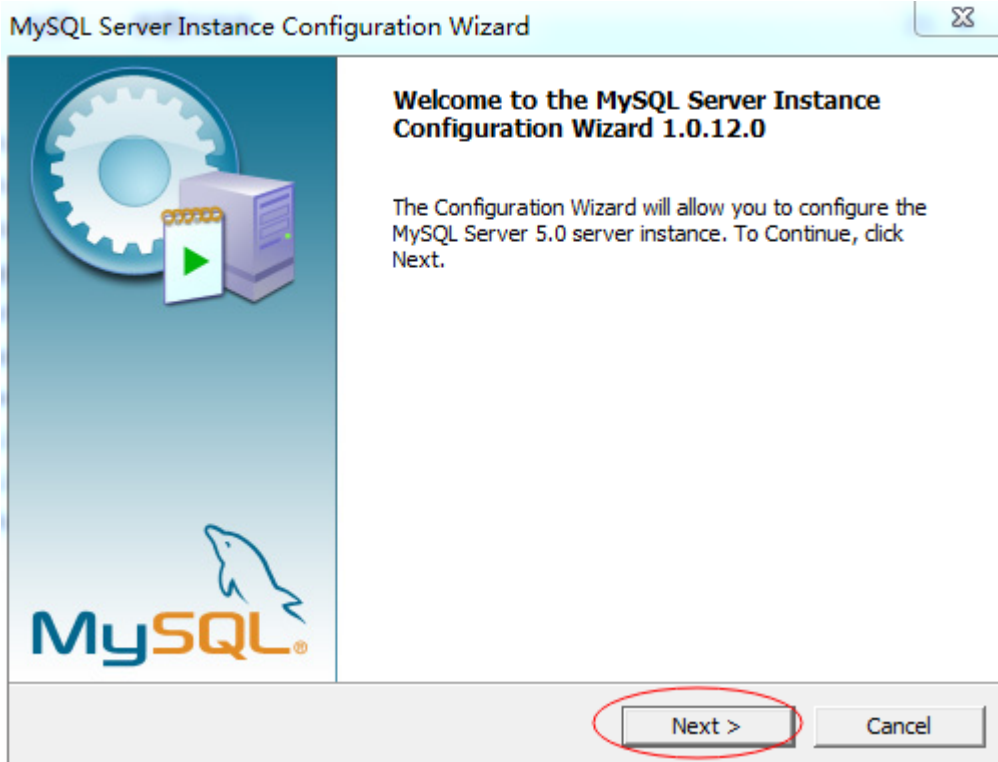 MySQL Server Instance Configuration Wizard
Welcome to the MySQL Server Instance
Configuration Wizard 1.0.12.0
The Configuration Wizard will allow you to configure the
MySQL Server 5.0 server instance. To Continue, click
Next.
MySQL®
Next >
Cancel